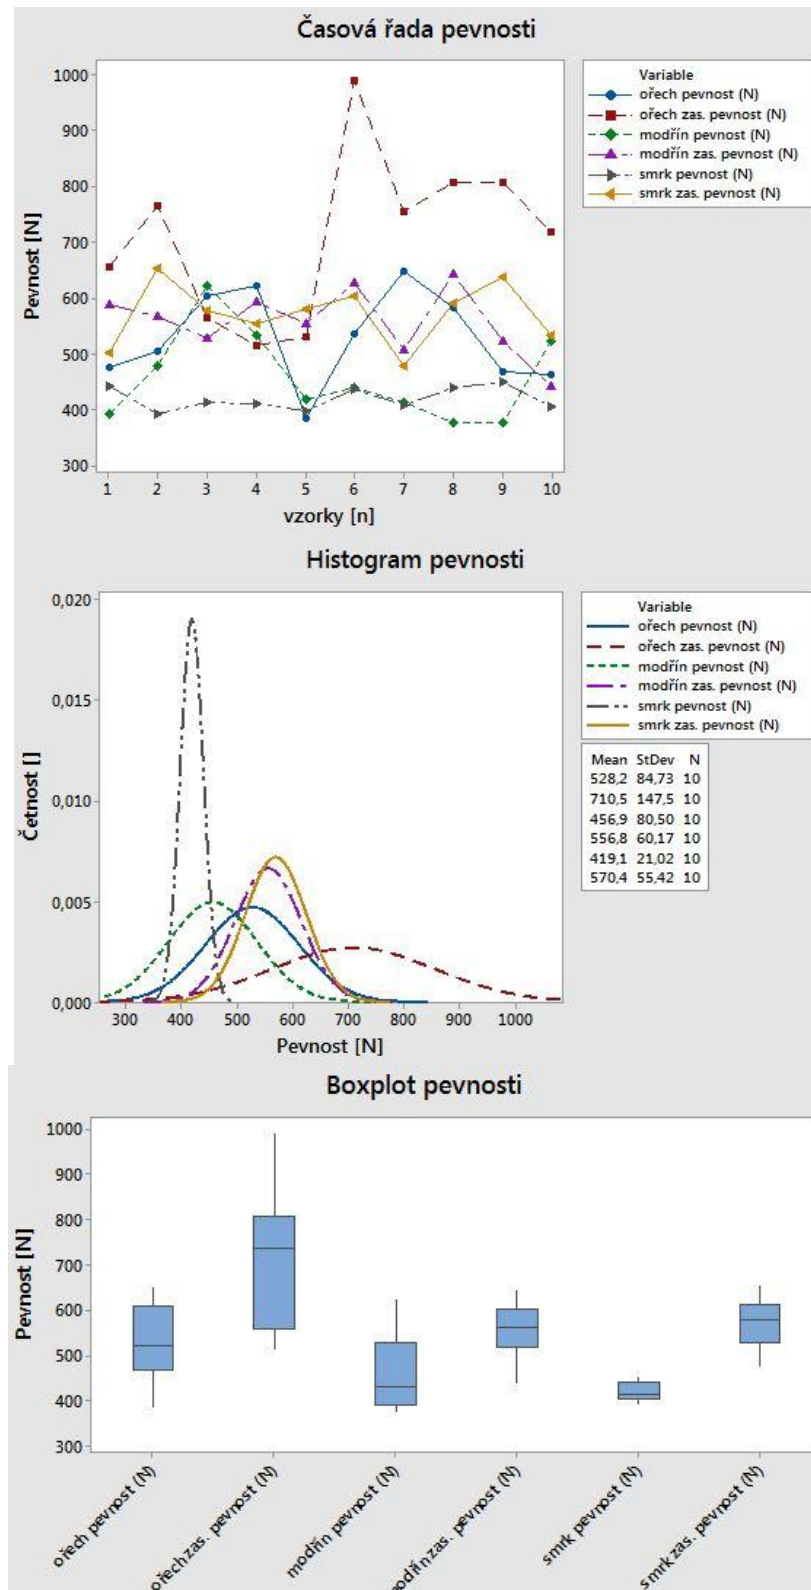 Časová řada pevnosti
1000
900
800
700
600
500
400
300
Pevnost [N]
1 2 3 4 5 6 7 8 9 10
vzorky [n]
Variable
ořech pevnost (N)
ořech zas. pevnost (N)
modřín pevnost (N)
modřín zas. pevnost (N)
smrk pevnost (N)
smrk zas. pevnost (N)
Histogram pevnosti
0,020
0,015
0,010
0,005
0,000
Četnost []
300 400 500 600 700 800 900 1000
Pevnost [N]
Variable
ořech pevnost (N)
ořech zas. pevnost (N)
modřín pevnost (N)
modřín zas. pevnost (N)
smrk pevnost (N)
smrk zas. pevnost (N)
Mean StDev N
528,2 84,73 10
710,5 147,5 10
456,9 80,50 10
556,8 60,17 10
419,1 21,02 10
570,4 55,42 10
Boxplot pevnosti
1000
900
800
700
600
500
400
300
Pevnost [N]
ořech pevnost (N)
ořech zas. pevnost (N)
modřín pevnost (N)
modřín zas. pevnost (N)
smrk pevnost (N)
smrk zas. pevnost (N)